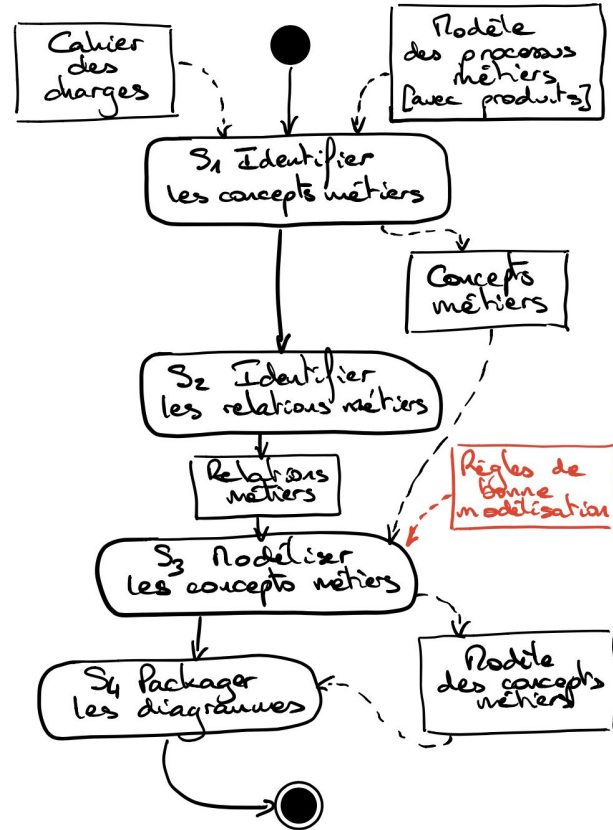 Cahier
des
charges
Modèle
des processus
métiers
[avec produits]
S1 Identifier
les concepts métiers
Concepts
métiers
S2 Identifier
les relations métiers
Relations
métiers
Règles de
bonne
modélisation
S3 Modéliser
les concepts métiers
Modèle
des concepts
métiers
S4 Packager
les diagrammes